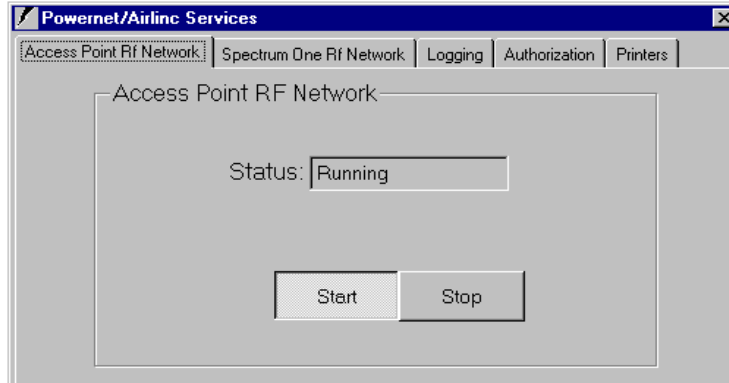 Powernet/Airlinc Services
Access Point Rf Network Spectrum One Rf Network Logging Authorization Printers
Access Point RF Network
Status: Running
Start Stop